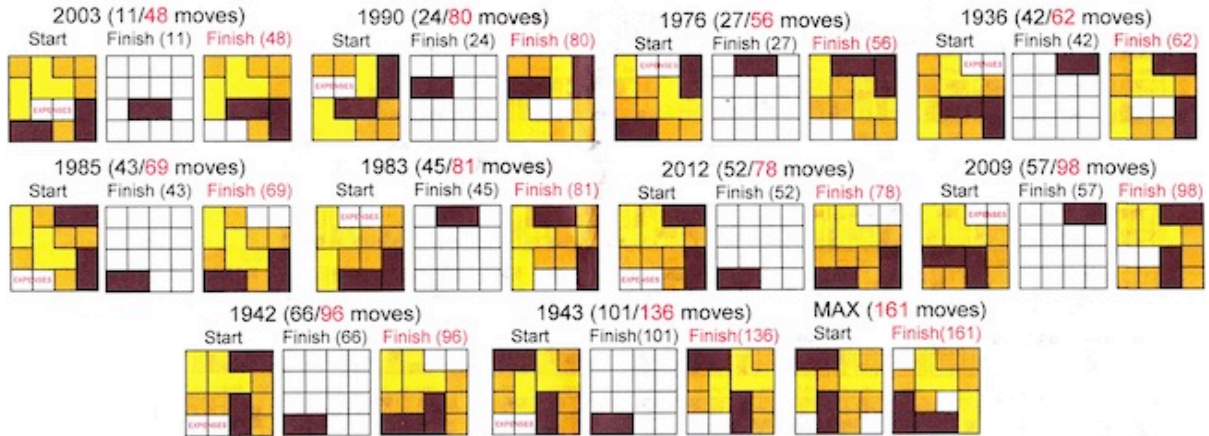 2003 (11/48 moves) 1990 (24/80 moves) 1976 (27/56 moves) 1936 (42/62 moves)
Start Finish (11) Finish (48) Start Finish (24) Finish (80) Start Finish (27) Finish (56) Start Finish (42) Finish (62)
EXPENSES EXPENSES EXPENSES EXPENSES
1985 (43/69 moves) 1983 (45/81 moves) 2012 (52/78 moves) 2009 (57/98 moves)
Start Finish (43) Finish (69) Start Finish (45) Finish (81) Start Finish (52) Finish (78) Start Finish (57) Finish (98)
EXPENSES EXPENSES EXPENSES EXPENSES
1942 (66/96 moves) 1943 (101/136 moves) MAX (161 moves)
Start Finish (66) Finish (96) Start Finish(101) Finish(136) Start Finish(161)
EXPENSES EXPENSES